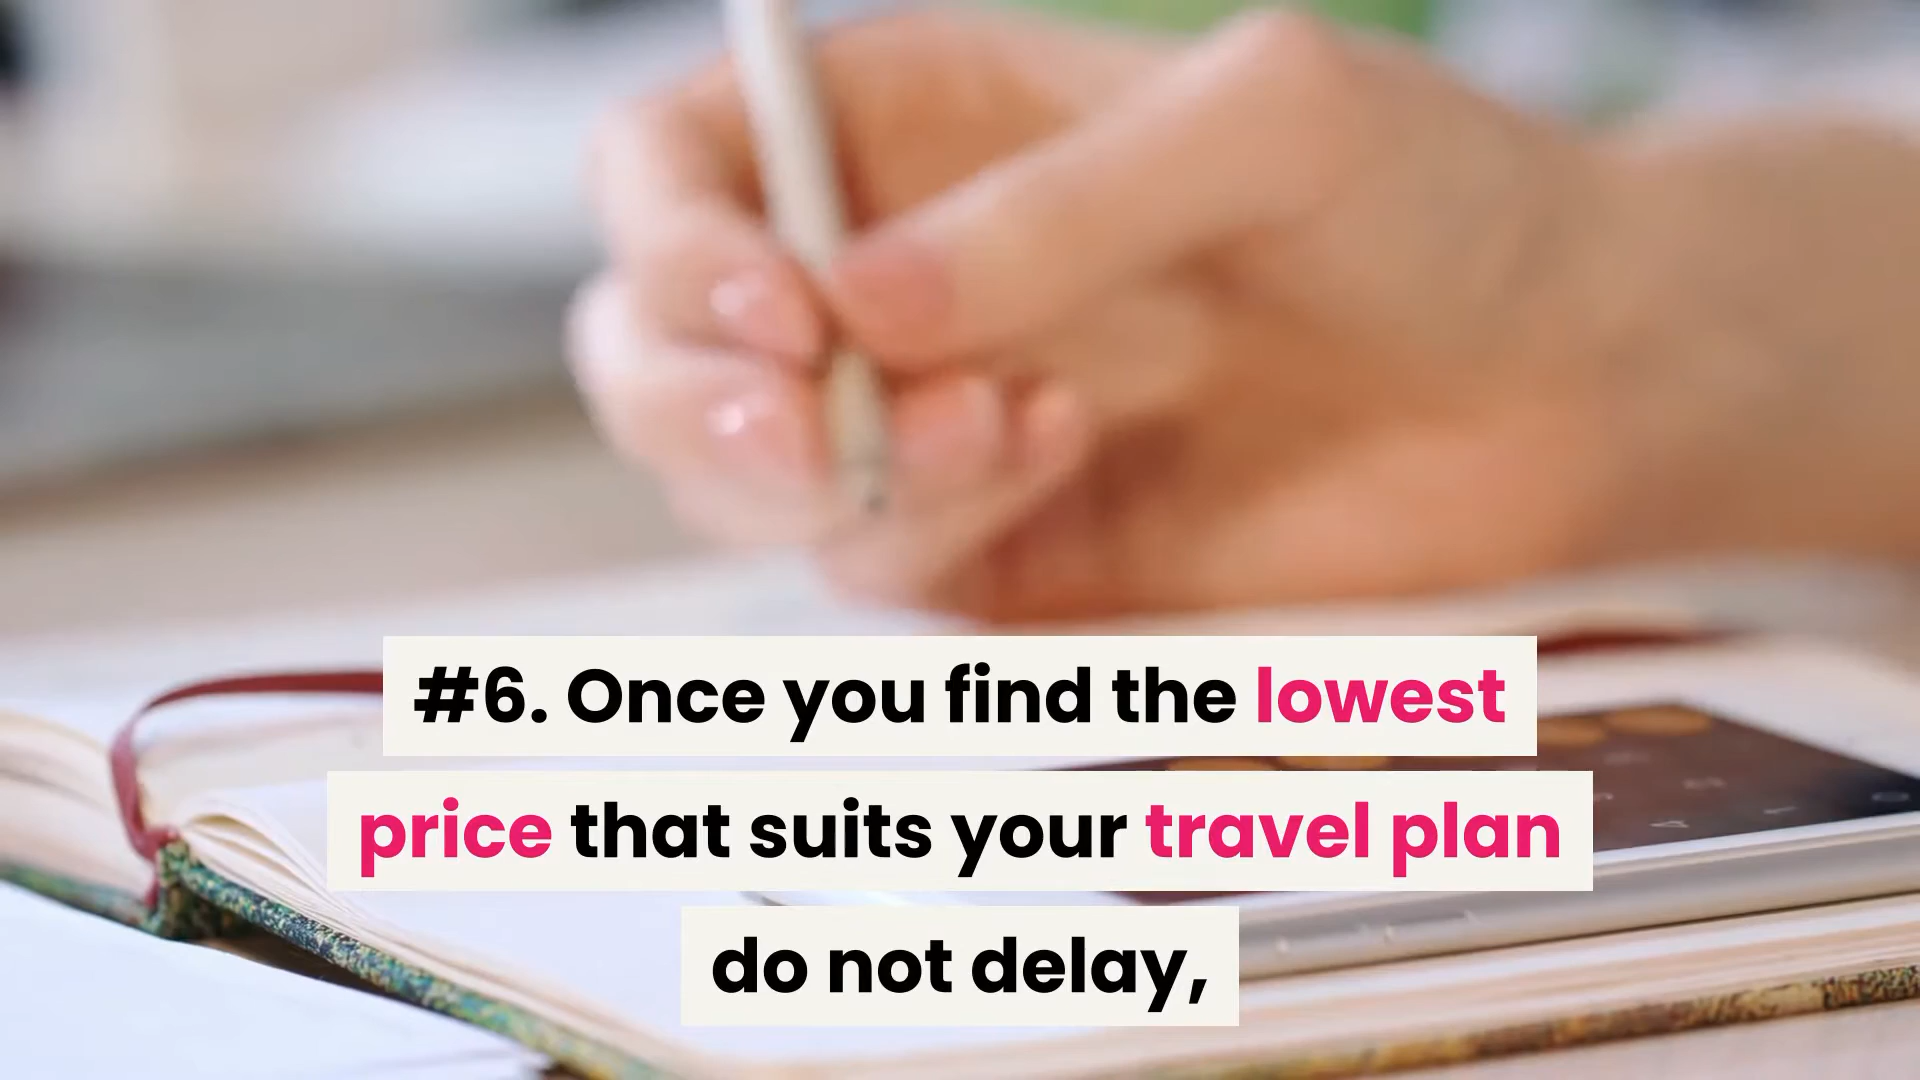 #6. Once you find the lowest
price that suits your travel plan
do not delay,